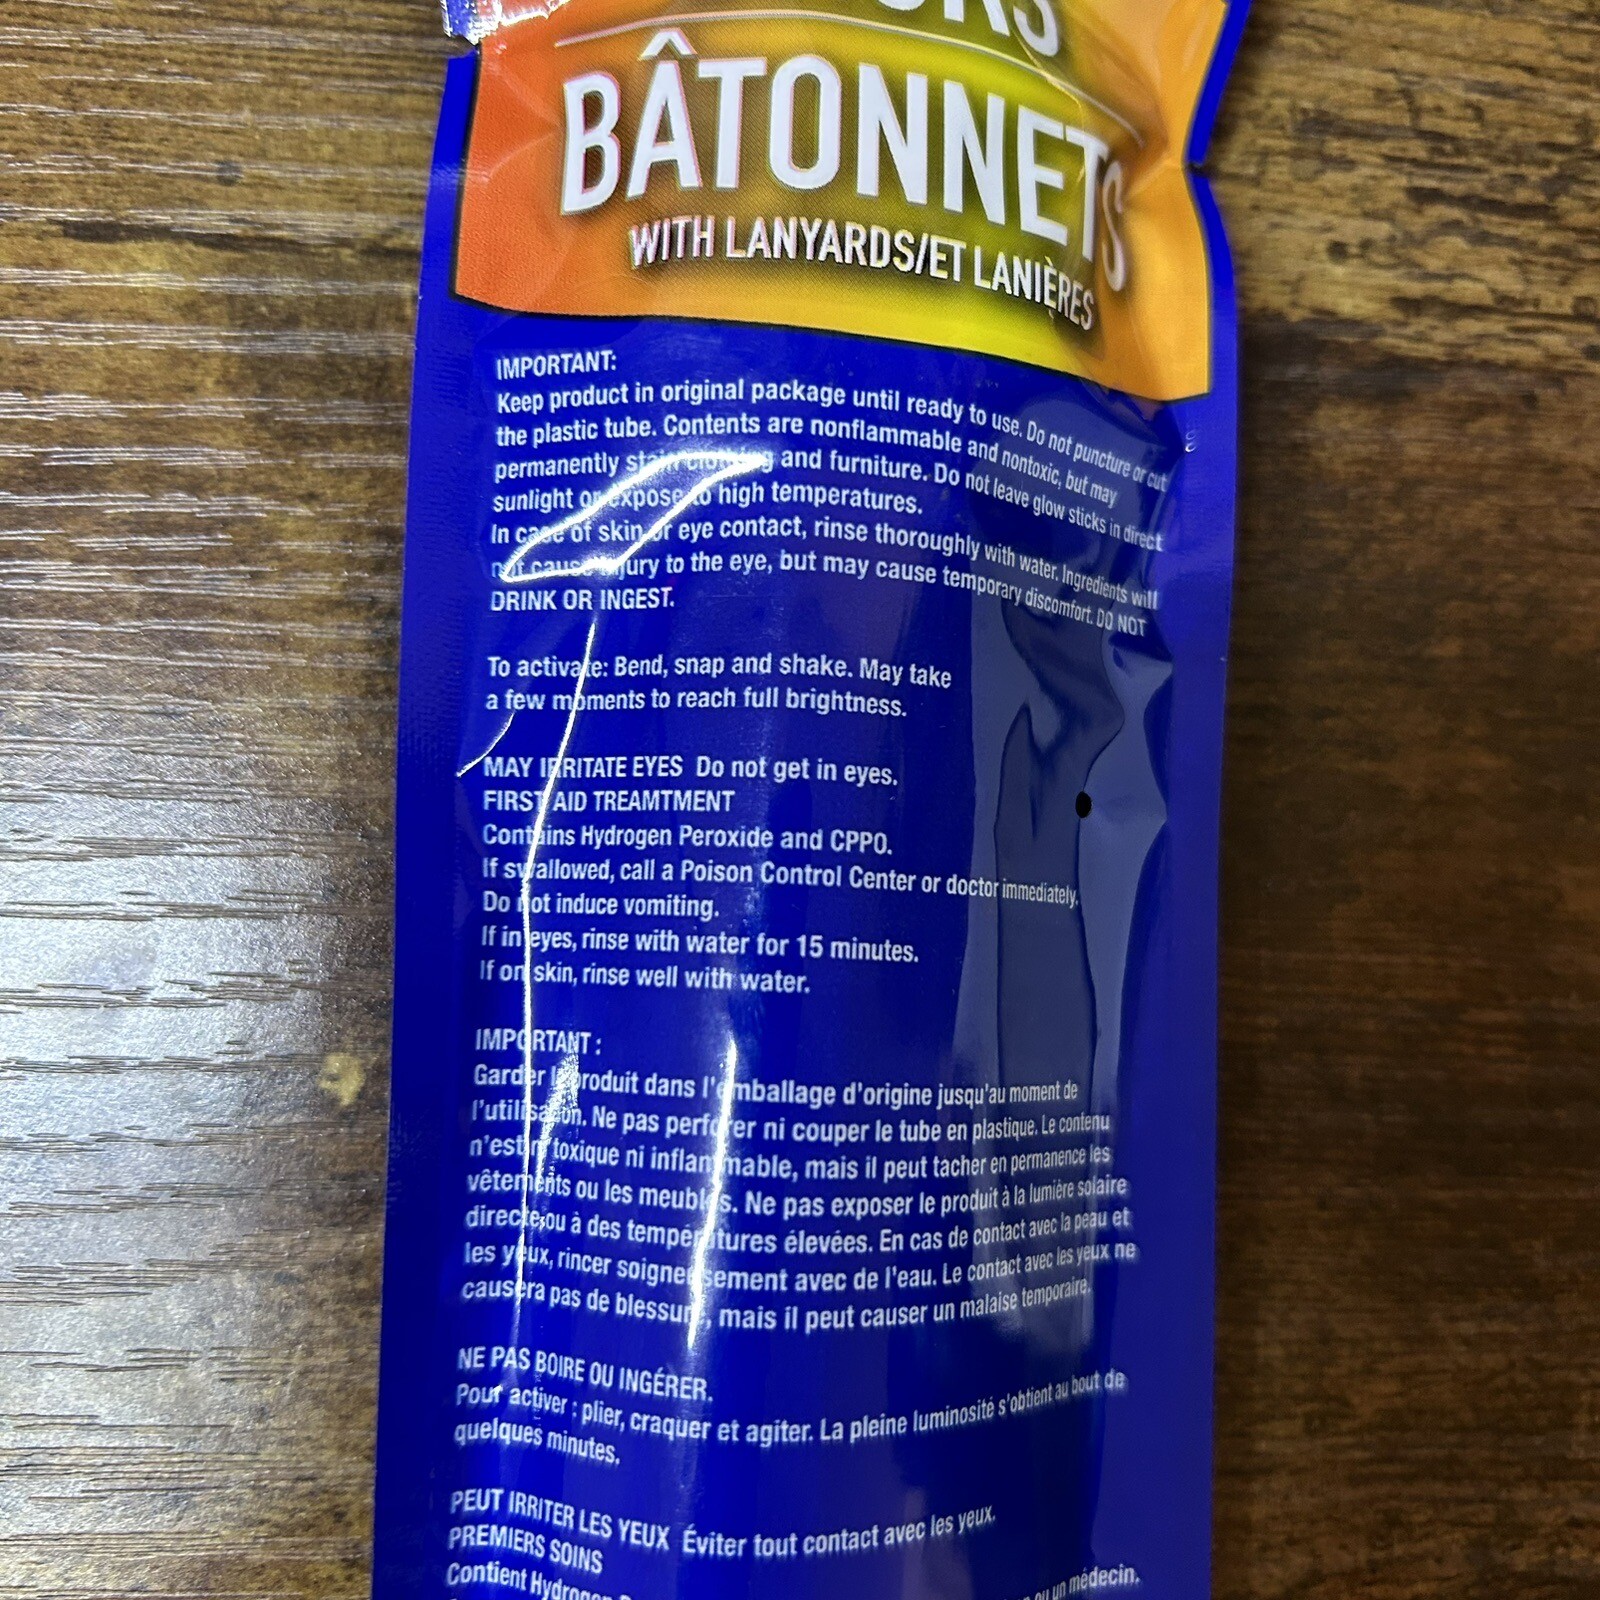 BÂTONNETS
WITH LANYARDS/ET LANIÈRES
IMPORTANT:
Keep product in original package until ready to use. Do not puncture or cut
the plastic tube. Contents are nonflammable and nontoxic, but may
permanently stain clothing and furniture. Do not leave glow sticks in direct
sunlight or expose to high temperatures.
In case of skin or eye contact, rinse thoroughly with water. Ingredients will
not cause injury to the eye, but may cause temporary discomfort. DO NOT
DRINK OR INGEST.
To activate: Bend, snap and shake. May take
a few moments to reach full brightness.
MAY IRRITATE EYES Do not get in eyes.
FIRST AID TREAMTMENT
Contains Hydrogen Peroxide and CPPO.
If swallowed, call a Poison Control Center or doctor immediately.
Do not induce vomiting.
If in eyes, rinse with water for 15 minutes.
If on skin, rinse well with water.
IMPORTANT :
Garder le produit dans l'emballage d'origine jusqu'au moment de
l'utilisation. Ne pas perforer ni couper le tube en plastique. Le contenu
n'est ni toxique ni inflammable, mais il peut tacher en permanence les
vêtements ou les meubles. Ne pas exposer le produit à la lumière solaire
directe ou à des températures élevées. En cas de contact avec la peau et
les yeux, rincer soigneusement avec de l'eau. Le contact avec les yeux ne
causera pas de blessure, mais il peut causer un malaise temporaire.
NE PAS BOIRE OU INGÉRER.
Pour activer : plier, craquer et agiter. La pleine luminosité s'obtient au bout de
quelques minutes.
PEUT IRRITER LES YEUX Éviter tout contact avec les yeux.
PREMIERS SOINS
Contient
ou un médecin.